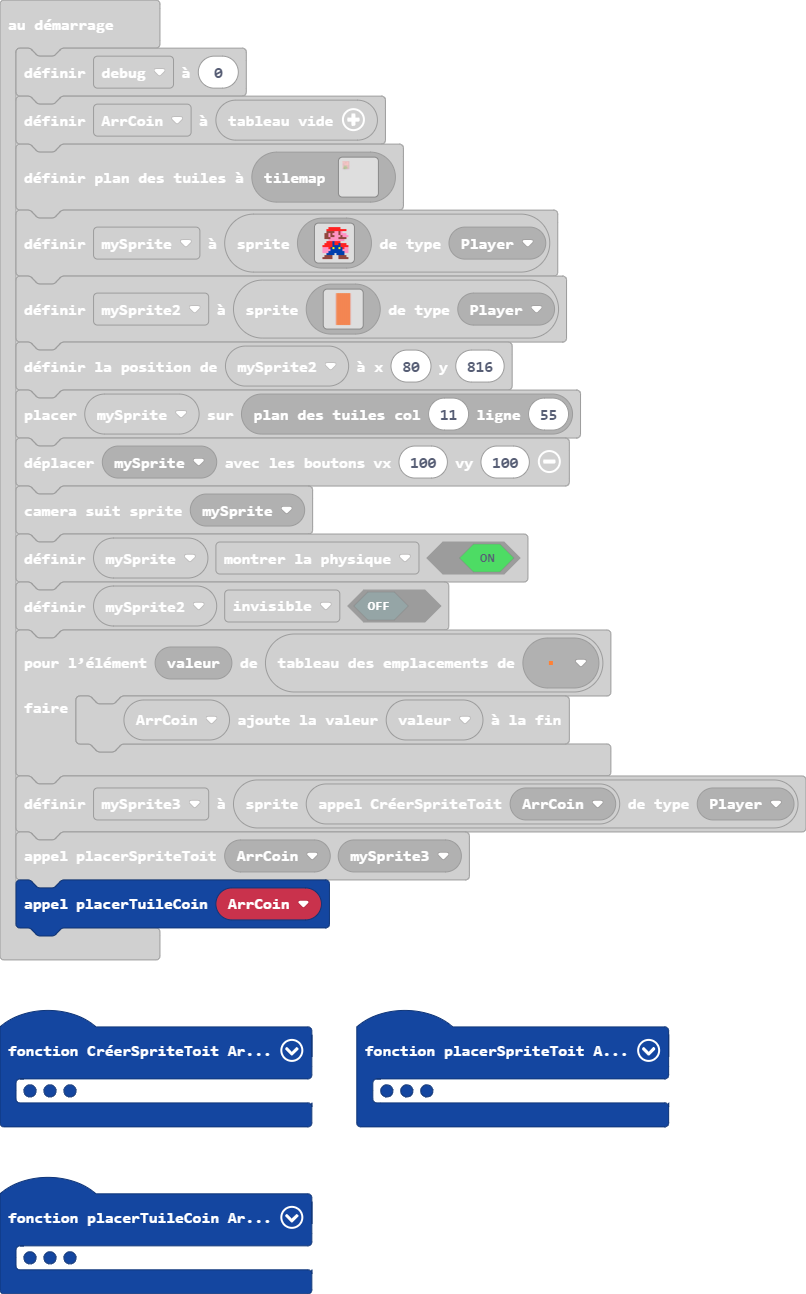 au démarrage
définir debug à 0
définir ArrCoin à tableau vide
définir plan des tuiles à tilemap
définir mySprite à sprite de type Player
définir mySprite2 à sprite de type Player
définir la position de mySprite2 à x 80 y 816
placer mySprite sur plan des tuiles col 11 ligne 55
déplacer mySprite avec les boutons vx 100 vy 100
camera suit sprite mySprite
définir mySprite montrer la physique ON
définir mySprite2 invisible OFF
pour l’élément valeur de tableau des emplacements de
faire
ArrCoin ajoute la valeur valeur à la fin
définir mySprite3 à sprite appel CréerSpriteToit ArrCoin de type Player
appel placerSpriteToit ArrCoin mySprite3
appel placerTuileCoin ArrCoin
fonction CréerSpriteToit Ar...
fonction placerSpriteToit A...
fonction placerTuileCoin Ar...